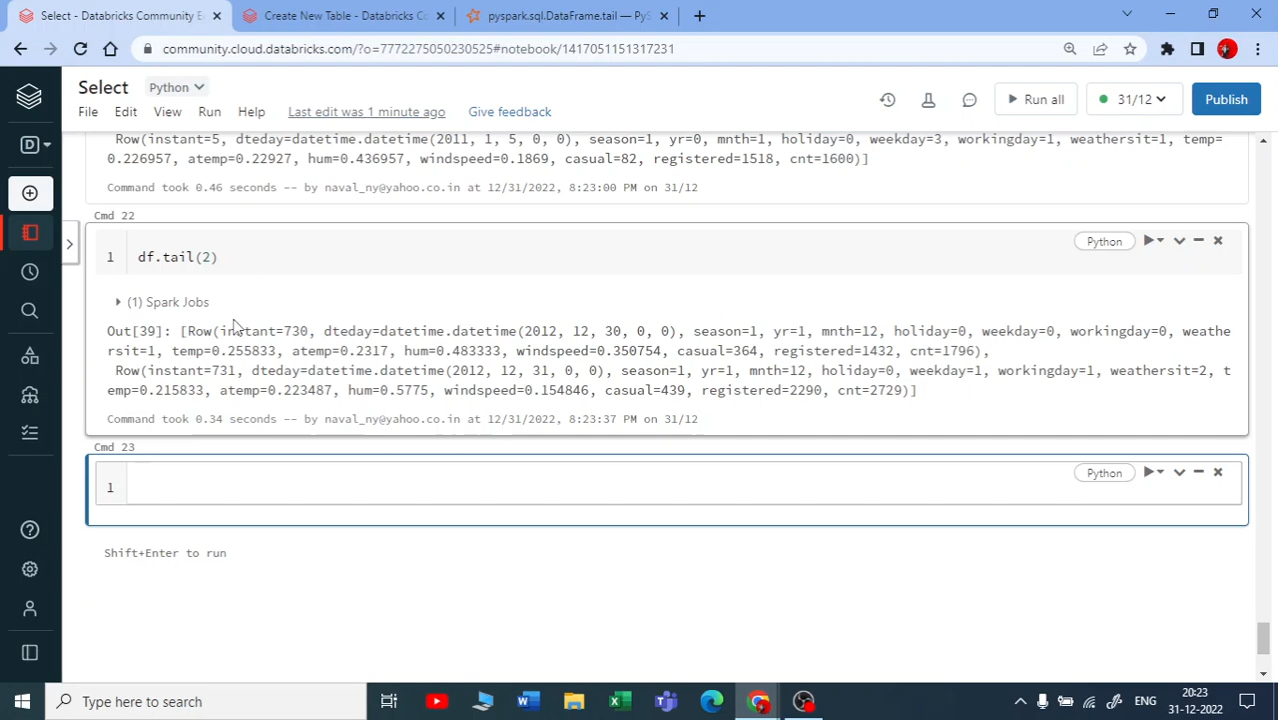 Select - Databricks Community E
Create New Table - Databricks C
pyspark.sql.DataFrame.tail — PyS
community.cloud.databricks.com/?o=7772275050230525#notebook/1417051151317231
Select
Python
File Edit View Run Help Last edit was 1 minute ago Give feedback
Run all
31/12
Publish
D
Row(instant=5, dteday=datetime.datetime(2011, 1, 5, 0, 0), season=1, yr=0, mnth=1, holiday=0, weekday=3, workingday=1, weathersit=1, temp=
0.226957, atemp=0.22927, hum=0.436957, windspeed=0.1869, casual=82, registered=1518, cnt=1600)]
Command took 0.46 seconds -- by naval_ny@yahoo.co.in at 12/31/2022, 8:23:00 PM on 31/12
Cmd 22
Python
1 df.tail(2)
(1) Spark Jobs
Out[39]: [Row(instant=730, dteday=datetime.datetime(2012, 12, 30, 0, 0), season=1, yr=1, mnth=12, holiday=0, weekday=0, workingday=0, weathe
rsit=1, temp=0.255833, atemp=0.2317, hum=0.483333, windspeed=0.350754, casual=364, registered=1432, cnt=1796),
Row(instant=731, dteday=datetime.datetime(2012, 12, 31, 0, 0), season=1, yr=1, mnth=12, holiday=0, weekday=1, workingday=1, weathersit=2, t
emp=0.215833, atemp=0.223487, hum=0.5775, windspeed=0.154846, casual=439, registered=2290, cnt=2729)]
Command took 0.34 seconds -- by naval_ny@yahoo.co.in at 12/31/2022, 8:23:37 PM on 31/12
Cmd 23
Python
1
Shift+Enter to run
Type here to search
ENG
20:23
31-12-2022